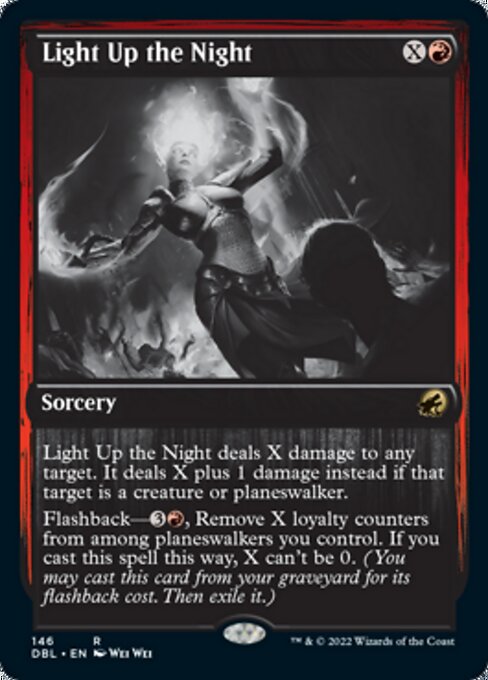 Light Up the Night X
Sorcery
Light Up the Night deals X damage to any
target. It deals X plus 1 damage instead if that
target is a creature or planeswalker.
Flashback—3, Remove X loyalty counters
from among planeswalkers you control. If you
cast this spell this way, X can't be 0. (You
may cast this card from your graveyard for its
flashback cost. Then exile it.)
146 R ™ & © 2022 Wizards of the Coast
DBL • EN Wei Wei